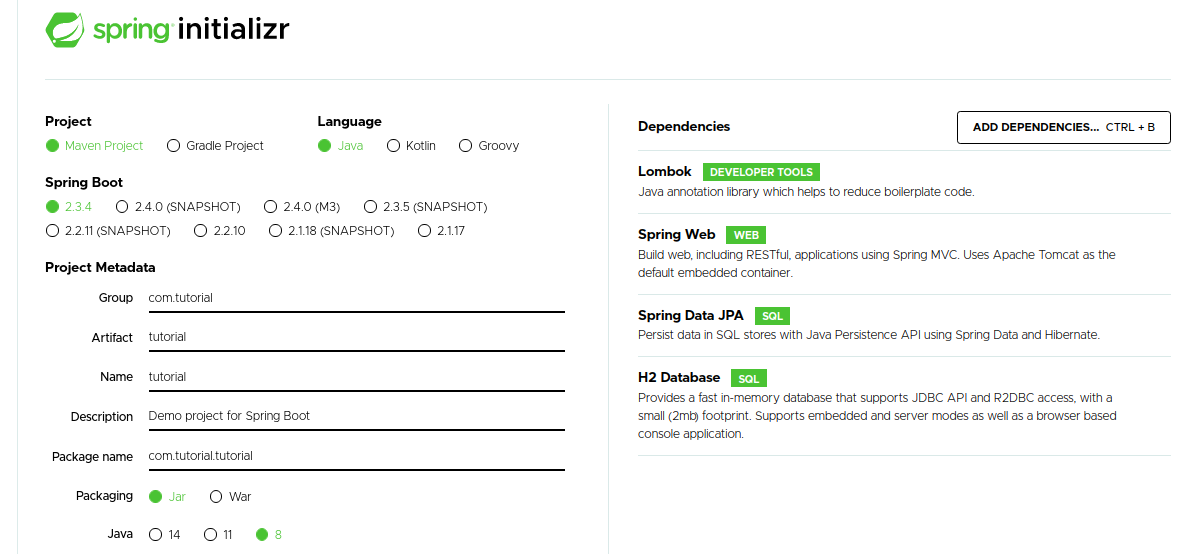 spring initializr
Project
Maven Project Gradle Project
Language
Java Kotlin Groovy
Spring Boot
2.3.4 2.4.0 (SNAPSHOT) 2.4.0 (M3) 2.3.5 (SNAPSHOT)
2.2.11 (SNAPSHOT) 2.2.10 2.1.18 (SNAPSHOT) 2.1.17
Project Metadata
Group com.tutorial
Artifact tutorial
Name tutorial
Description Demo project for Spring Boot
Package name com.tutorial.tutorial
Packaging Jar War
Java 14 11 8
Dependencies ADD DEPENDENCIES... CTRL + B
Lombok DEVELOPER TOOLS
Java annotation library which helps to reduce boilerplate code.
Spring Web WEB
Build web, including RESTful, applications using Spring MVC. Uses Apache Tomcat as the
default embedded container.
Spring Data JPA SQL
Persist data in SQL stores with Java Persistence API using Spring Data and Hibernate.
H2 Database SQL
Provides a fast in-memory database that supports JDBC API and R2DBC access, with a
small (2mb) footprint. Supports embedded and server modes as well as a browser based
console application.